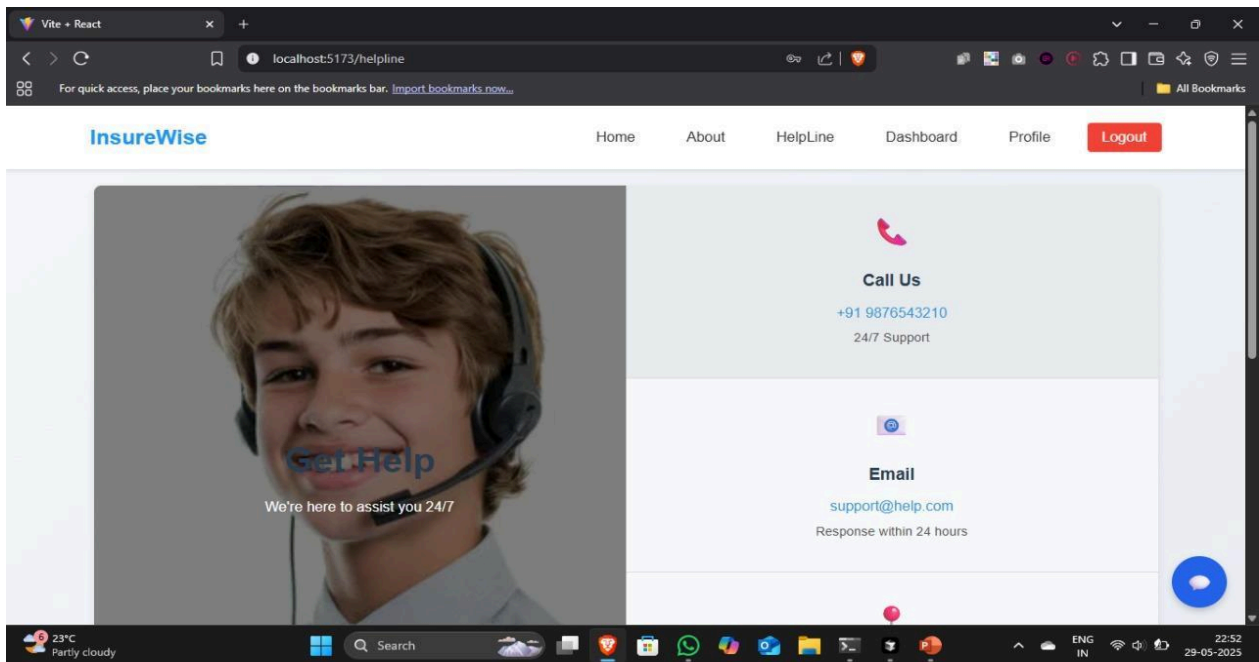 Vite + React
localhost:5173/helpline
For quick access, place your bookmarks here on the bookmarks bar. Import bookmarks now...
All Bookmarks
InsureWise
Home About HelpLine Dashboard Profile Logout
Call Us
+91 9876543210
24/7 Support
Get Help
We're here to assist you 24/7
Email
support@help.com
Response within 24 hours
6
23°C
Partly cloudy
Search
ENG
IN
22:52
29-05-2025